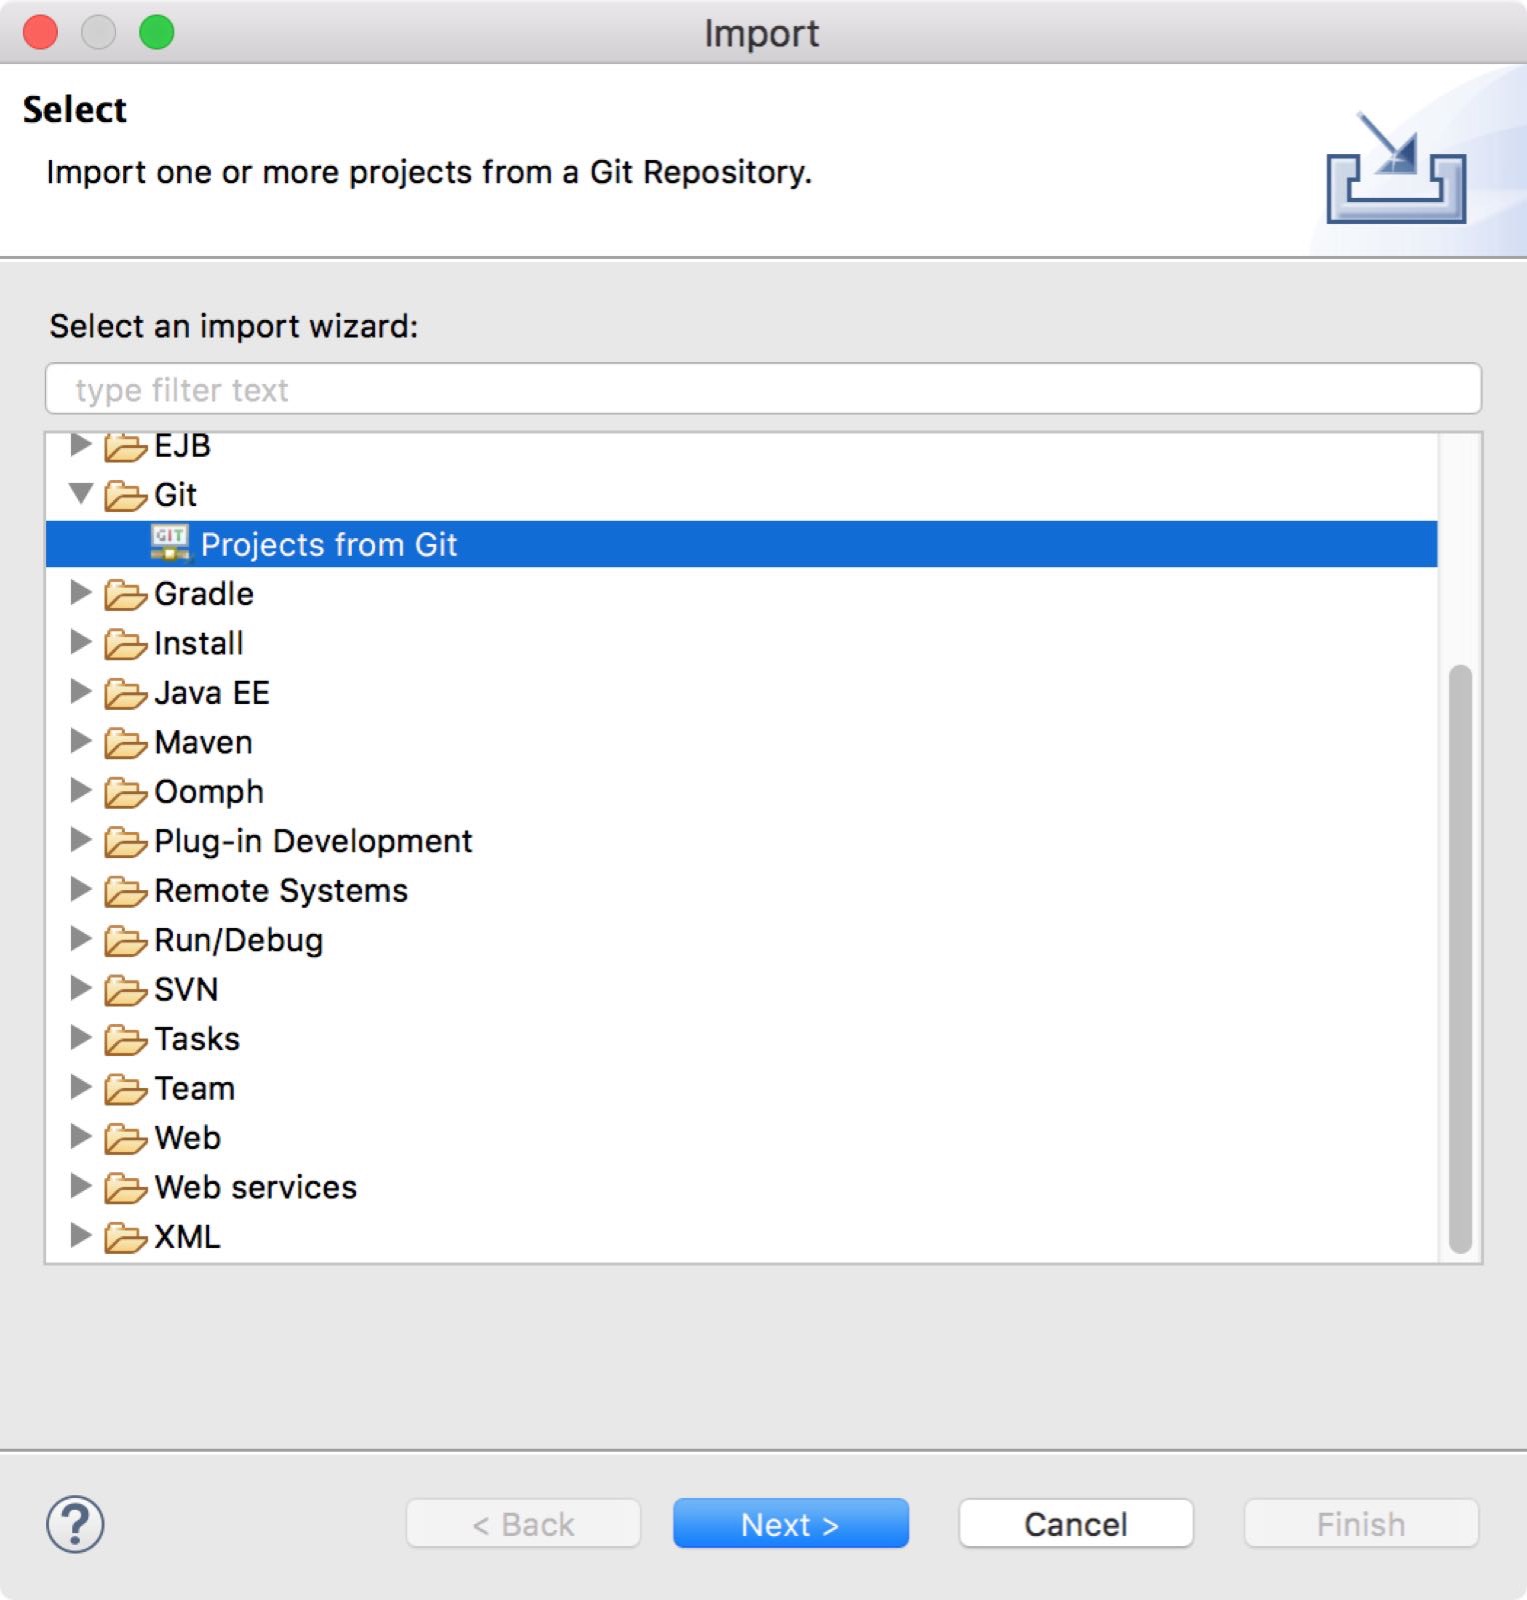 Import
Select
Import one or more projects from a Git Repository.
Select an import wizard:
type filter text
EJB
Git
GIT Projects from Git
Gradle
Install
Java EE
Maven
Oomph
Plug-in Development
Remote Systems
Run/Debug
SVN
Tasks
Team
Web
Web services
XML
? < Back Next > Cancel Finish